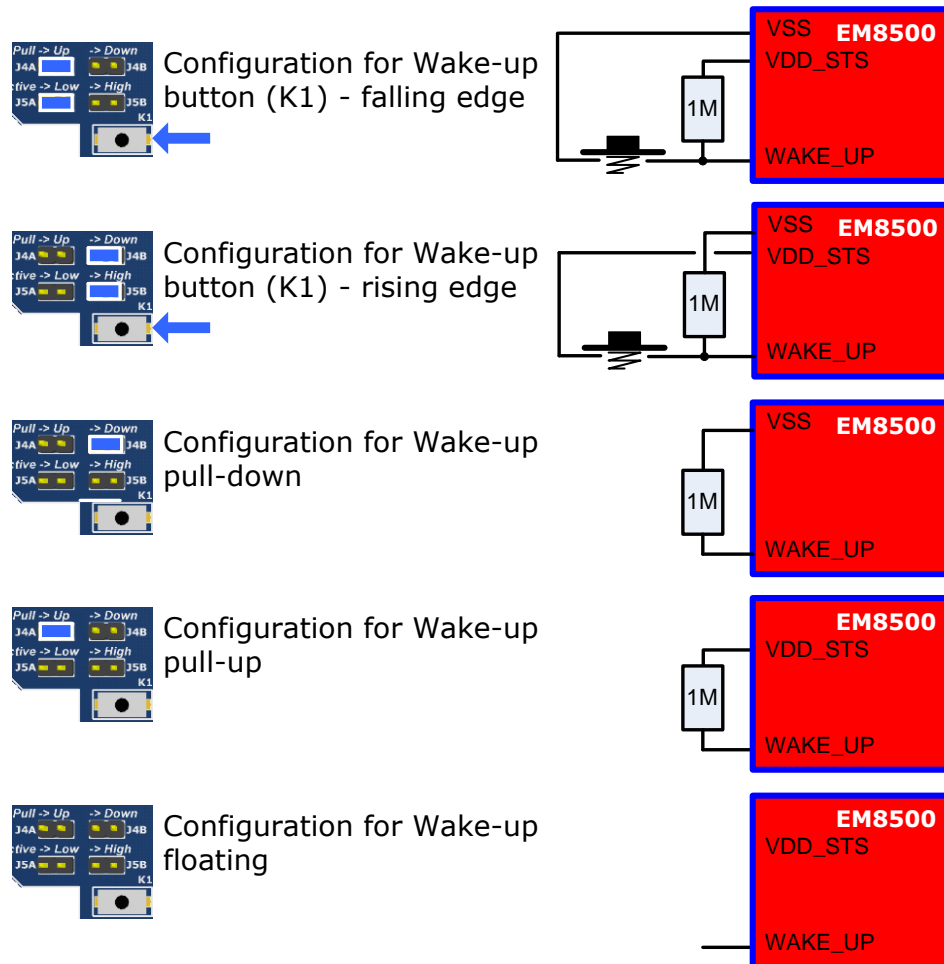 Pull -> Up -> Down
J4A J4B
ctive -> Low -> High
J5A J5B
K1
Configuration for Wake-up
button (K1) - falling edge
VSS EM8500
VDD_STS
1M
WAKE_UP
Pull -> Up -> Down
J4A J4B
ctive -> Low -> High
J5A J5B
K1
Configuration for Wake-up
button (K1) - rising edge
VSS EM8500
VDD_STS
1M
WAKE_UP
Pull -> Up -> Down
J4A J4B
ctive -> Low -> High
J5A J5B
K1
Configuration for Wake-up
pull-down
VSS EM8500
1M
WAKE_UP
Pull -> Up -> Down
J4A J4B
ctive -> Low -> High
J5A J5B
K1
Configuration for Wake-up
pull-up
EM8500
VDD_STS
1M
WAKE_UP
Pull -> Up -> Down
J4A J4B
ctive -> Low -> High
J5A J5B
K1
Configuration for Wake-up
floating
EM8500
VDD_STS
WAKE_UP